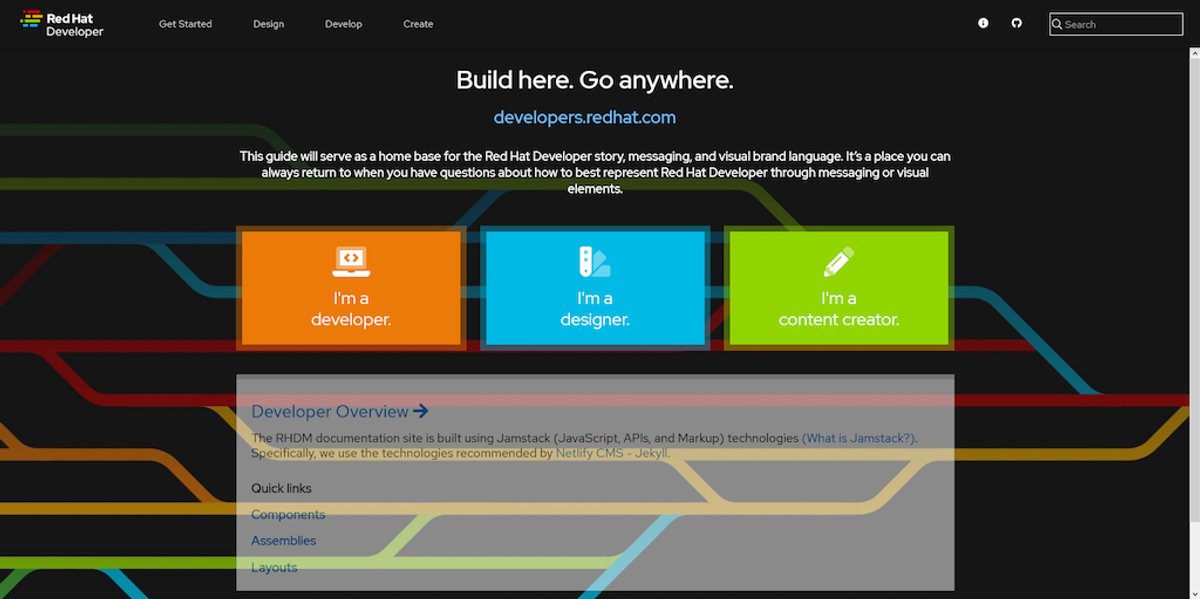 Red Hat
Developer
Get Started
Design
Develop
Create
Search
Build here. Go anywhere.
developers.redhat.com
This guide will serve as a home base for the Red Hat Developer story, messaging, and visual brand language. It's a place you can
always return to when you have questions about how to best represent Red Hat Developer through messaging or visual
elements.
I'm a
developer.
I'm a
designer.
I'm a
content creator.
Developer Overview
The RHDM documentation site is built using Jamstack (JavaScript, APIs, and Markup) technologies (What is Jamstack?).
Specifically, we use the technologies recommended by Netlify CMS - Jekyll.
Quick links
Components
Assemblies
Layouts